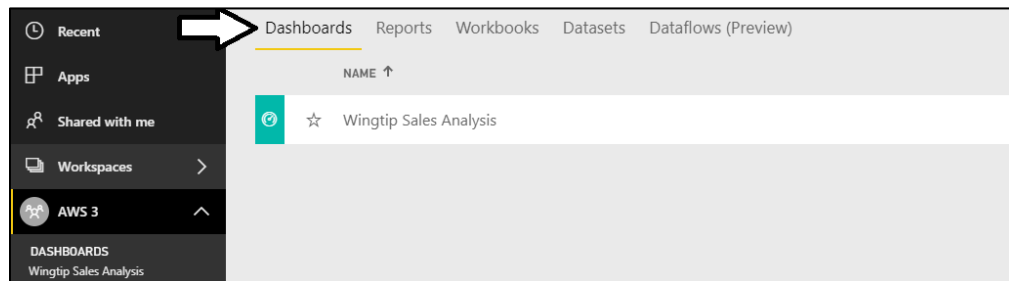 Recent
Apps
Shared with me
Workspaces
AWS 3
DASHBOARDS
Wingtip Sales Analysis
Dashboards Reports Workbooks Datasets Dataflows (Preview)
NAME ↑
Wingtip Sales Analysis